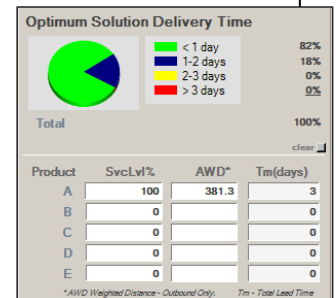 Optimum Solution Delivery Time
< 1 day 82%
1-2 days 18%
2-3 days 0%
> 3 days 0%
Total 100%
clear
Product SvcLvl% AWD* Tm(days)
A 100 381.3 3
B 0 0
C 0 0
D 0 0
E 0 0
*AWD Weighted Distance - Outbound Only. Tm - Total Lead Time